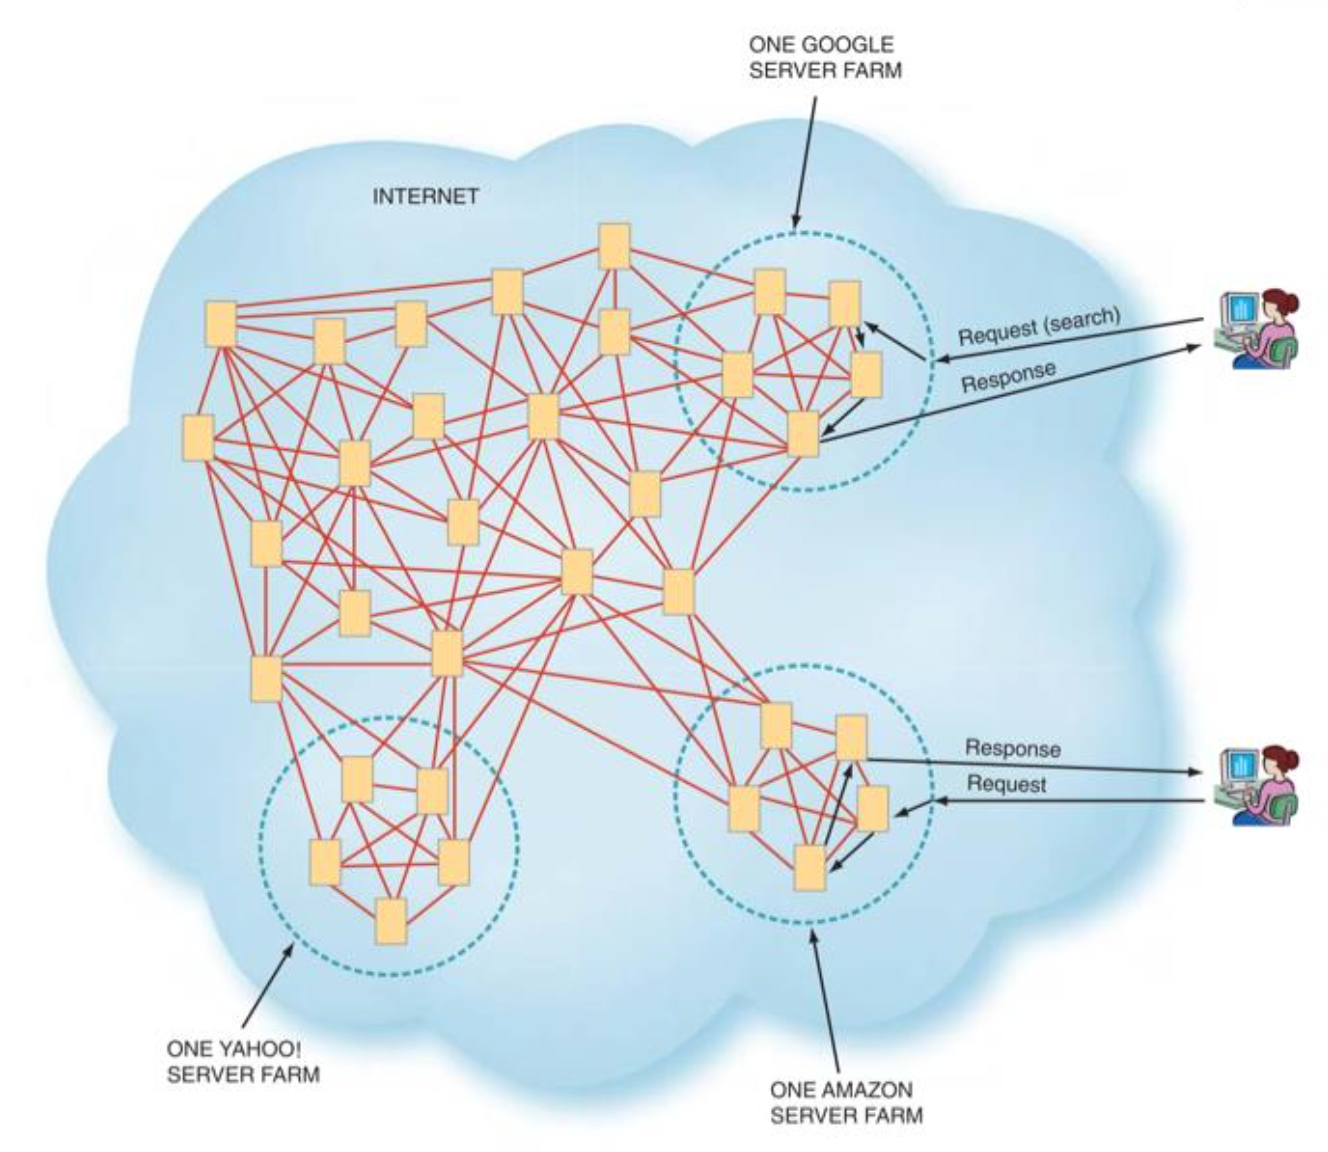 ONE GOOGLE
SERVER FARM
INTERNET
Request (search)
Response
Response
Request
ONE YAHOO!
SERVER FARM
ONE AMAZON
SERVER FARM